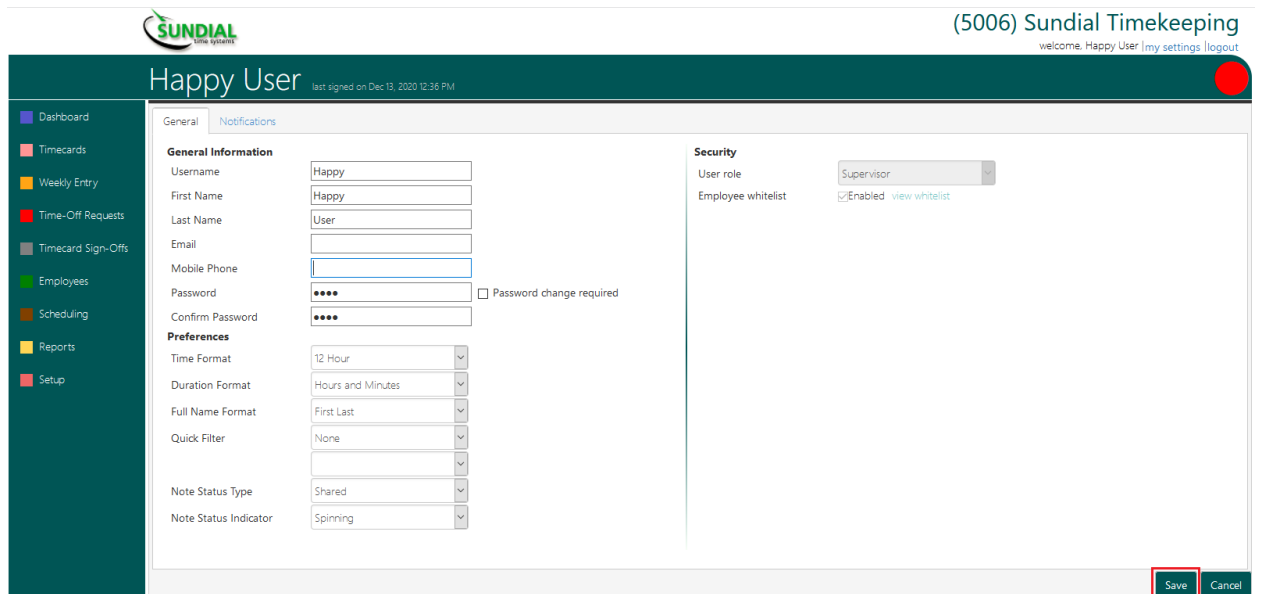 SUNDIAL
time systems
(5006) Sundial Timekeeping
welcome, Happy User |my settings |logout
Happy User last signed on Dec 13, 2020 12:36 PM
Dashboard
Timecards
Weekly Entry
Time-Off Requests
Timecard Sign-Offs
Employees
Scheduling
Reports
Setup
General Notifications
General Information
Username Happy
First Name Happy
Last Name User
Email
Mobile Phone
Password •••• Password change required
Confirm Password ••••
Preferences
Time Format 12 Hour
Duration Format Hours and Minutes
Full Name Format First Last
Quick Filter None
Note Status Type Shared
Note Status Indicator Spinning
Security
User role Supervisor
Employee whitelist Enabled view whitelist
Save Cancel